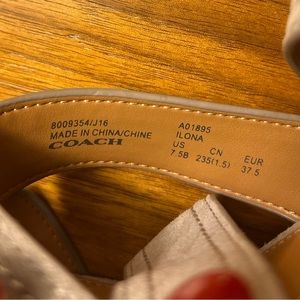 8009354/J16
MADE IN CHINA/CHINE
COACH
A01895
ILONA
US CN EUR
7.5B 235(1.5) 37.5